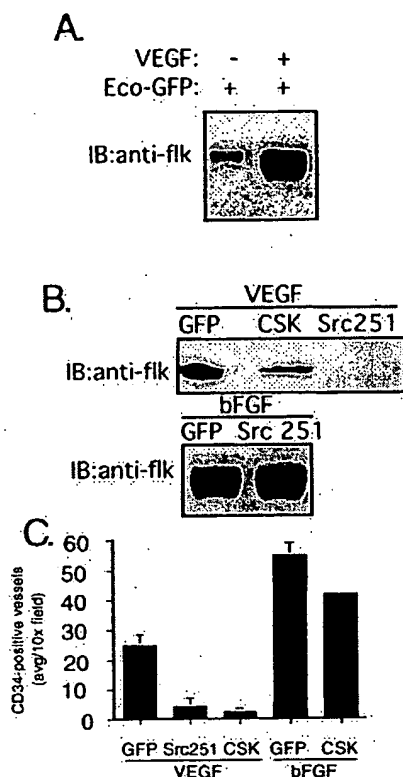 A.
VEGF: - +
Eco-GFP: + +
IB:anti-flk
B.
VEGF
GFP CSK Src251
IB:anti-flk
bFGF
GFP Src 251
IB:anti-flk
C.
CD34-positive vessels
(avg/10x field)
60
50
40
30
20
10
0
GFP Src251 CSK GFP CSK
VEGF bFGF